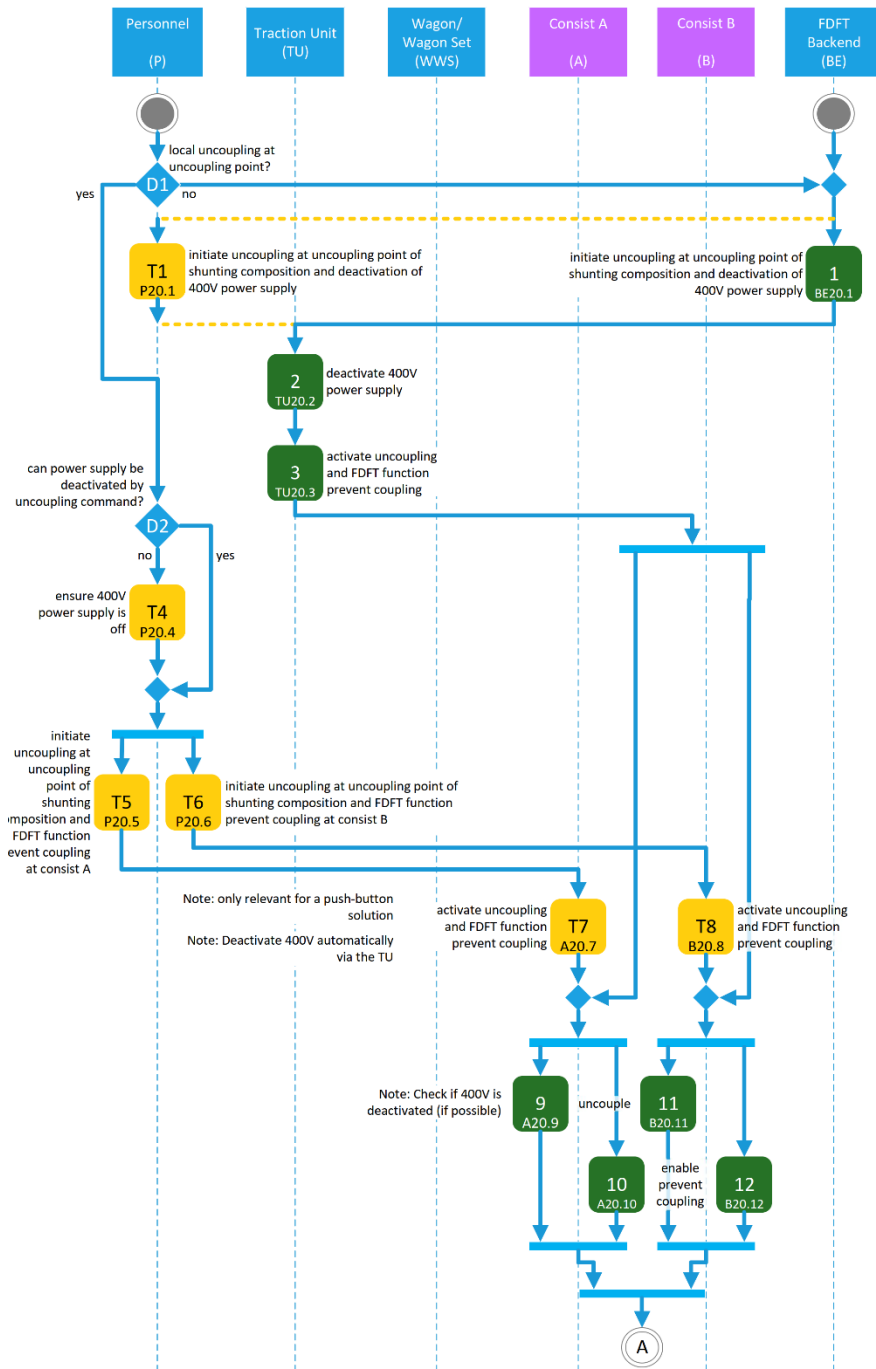 Personnel
(P)
Traction Unit
(TU)
Wagon/
Wagon Set
(WWS)
Consist A
(A)
Consist B
(B)
FDFT
Backend
(BE)
local uncoupling at
uncoupling point?
D1
yes
no
T1
P20.1
initiate uncoupling at uncoupling point of
shunting composition and deactivation of
400V power supply
initiate uncoupling at uncoupling point of
shunting composition and deactivation of
400V power supply
1
BE20.1
2
TU20.2
deactivate 400V
power supply
3
TU20.3
activate uncoupling
and FDFT function
prevent coupling
can power supply be
deactivated by
uncoupling command?
D2
no
yes
ensure 400V
power supply is
off
T4
P20.4
initiate
uncoupling at
uncoupling
point of
shunting
omposition and
FDFT function
revent coupling
at consist A
T5
P20.5
T6
P20.6
initiate uncoupling at uncoupling point of
shunting composition and FDFT function
prevent coupling at consist B
Note: only relevant for a push-button
solution
Note: Deactivate 400V automatically
via the TU
activate uncoupling
and FDFT function
prevent coupling
T7
A20.7
T8
B20.8
activate uncoupling
and FDFT function
prevent coupling
Note: Check if 400V is
deactivated (if possible)
9
A20.9
uncouple
11
B20.11
10
A20.10
enable
prevent
coupling
12
B20.12
A